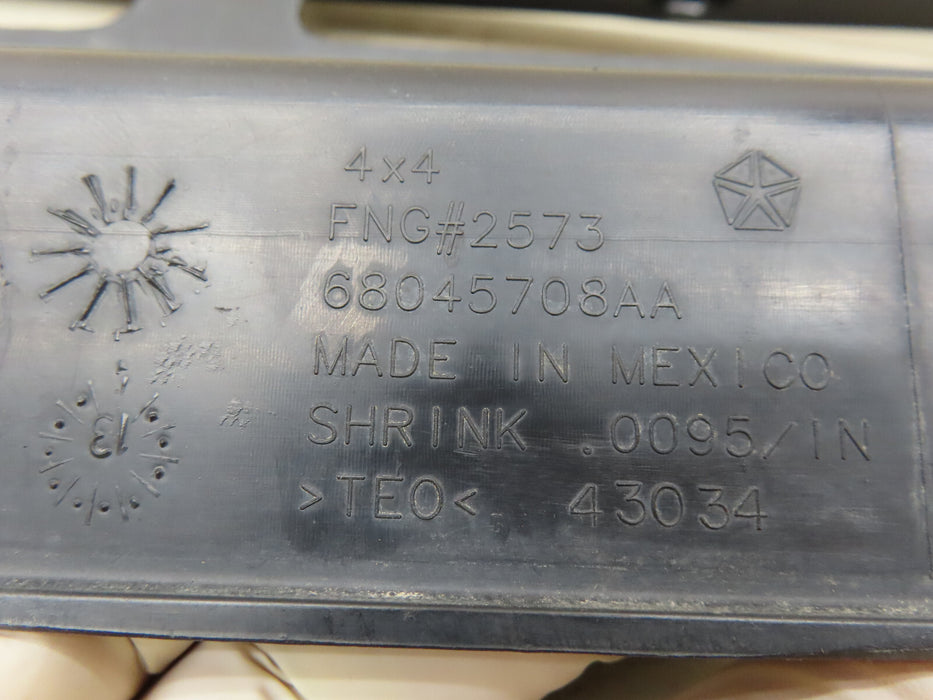 4x4
FNG#2573
68045708AA
MADE IN MEXICO
SHRINK .0095/IN
>TEO< 43034
13